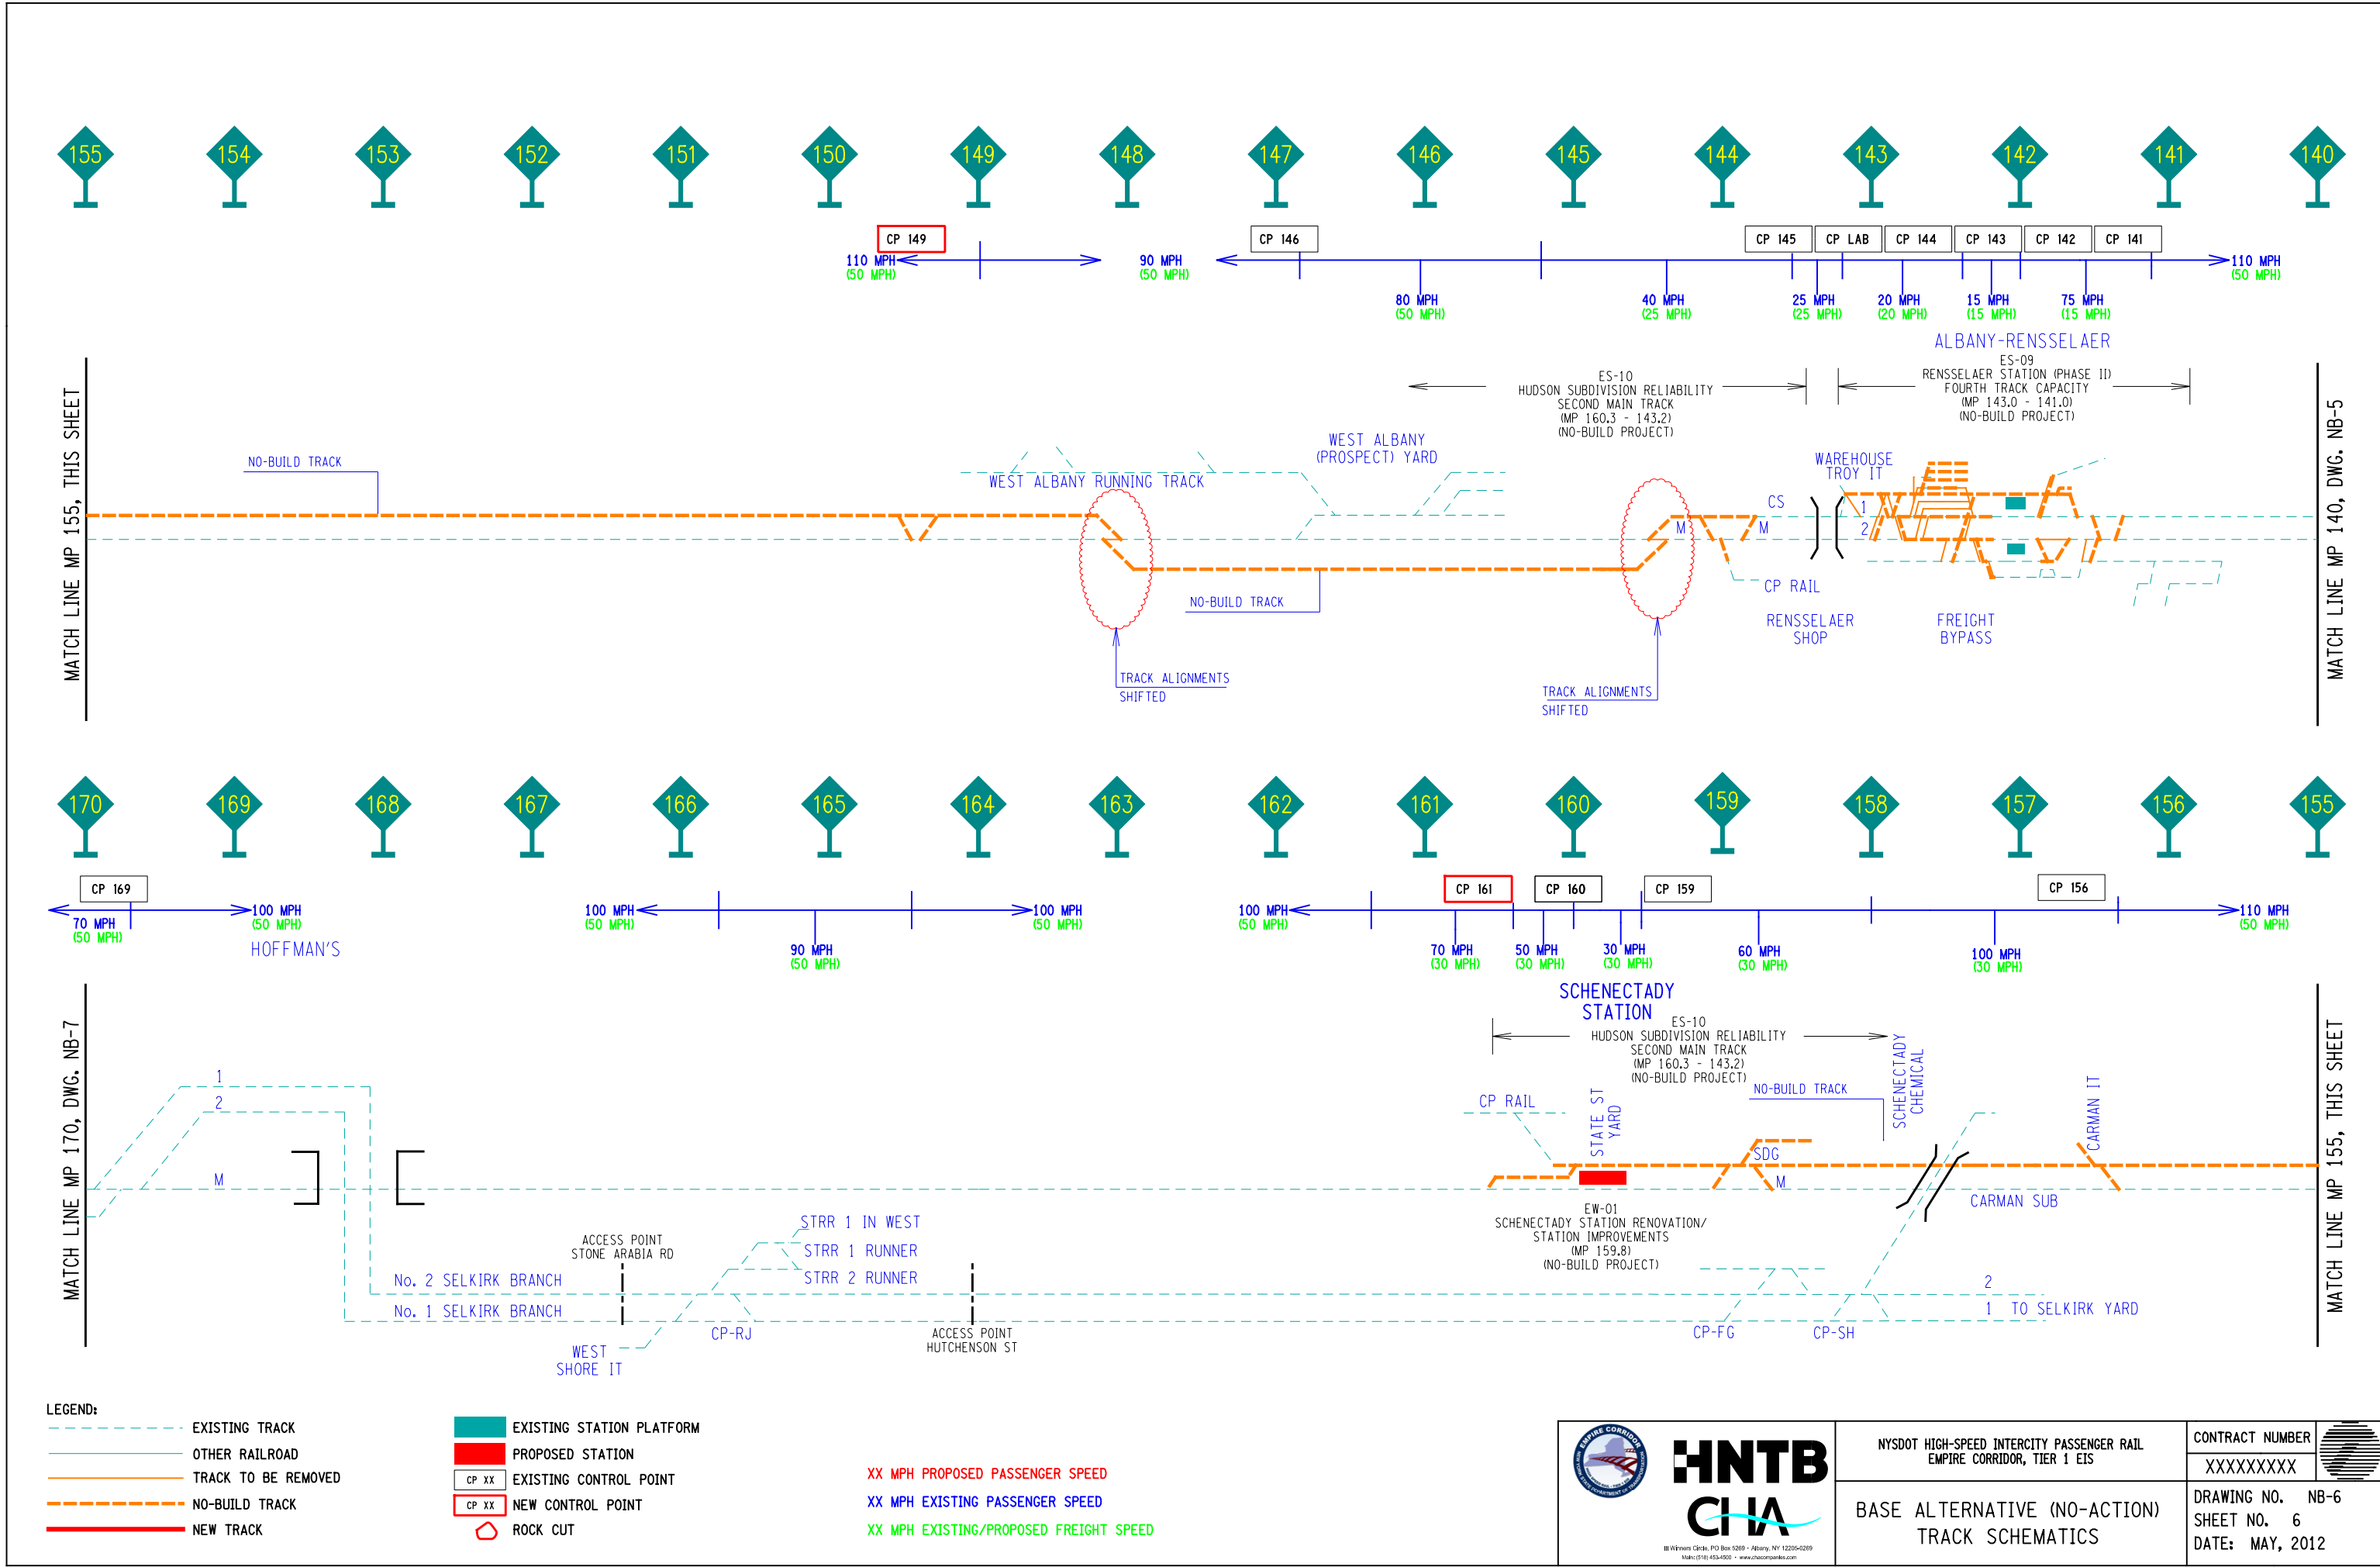 155 154 153 152 151 150 149 148 147 146 145 144 143 142 141 140
CP 149 CP 146 CP 145 CP LAB CP 144 CP 143 CP 142 CP 141
110 MPH 90 MPH 110 MPH
(50 MPH) (50 MPH) (50 MPH)
80 MPH 40 MPH 25 MPH 20 MPH 15 MPH 75 MPH
(50 MPH) (25 MPH) (25 MPH) (20 MPH) (15 MPH) (15 MPH)
ALBANY-RENSSELAER
ES-09
RENSSELAER STATION (PHASE II)
FOURTH TRACK CAPACITY
(MP 143.0 - 141.0)
(NO-BUILD PROJECT)
ES-10
HUDSON SUBDIVISION RELIABILITY
SECOND MAIN TRACK
(MP 160.3 - 143.2)
(NO-BUILD PROJECT)
MATCH LINE MP 155, THIS SHEET
NO-BUILD TRACK
WEST ALBANY RUNNING TRACK
WEST ALBANY
(PROSPECT) YARD
WAREHOUSE
TROY IT
CS
M
M
1
2
CP RAIL
NO-BUILD TRACK
RENSSELAER
SHOP
FREIGHT
BYPASS
TRACK ALIGNMENTS
SHIFTED
TRACK ALIGNMENTS
SHIFTED
MATCH LINE MP 140, DWG. NB-5
170 169 168 167 166 165 164 163 162 161 160 159 158 157 156 155
CP 169 CP 161 CP 160 CP 159 CP 156
70 MPH 100 MPH 100 MPH 100 MPH 100 MPH 110 MPH
(50 MPH) (50 MPH) (50 MPH) (50 MPH) (50 MPH) (50 MPH)
HOFFMAN'S
90 MPH 70 MPH 50 MPH 30 MPH 60 MPH 100 MPH
(50 MPH) (30 MPH) (30 MPH) (30 MPH) (30 MPH) (30 MPH)
SCHENECTADY
STATION
ES-10
HUDSON SUBDIVISION RELIABILITY
SECOND MAIN TRACK
(MP 160.3 - 143.2)
(NO-BUILD PROJECT)
MATCH LINE MP 170, DWG. NB-7
1
2
M
CP RAIL
STATE ST
YARD
NO-BUILD TRACK
SCHENECTADY
CHEMICAL
CARMAN IT
SDG
M
CARMAN SUB
EW-01
SCHENECTADY STATION RENOVATION/
STATION IMPROVEMENTS
(MP 159.8)
(NO-BUILD PROJECT)
ACCESS POINT
STONE ARABIA RD
STRR 1 IN WEST
STRR 1 RUNNER
STRR 2 RUNNER
No. 2 SELKIRK BRANCH
No. 1 SELKIRK BRANCH
2
1 TO SELKIRK YARD
CP-RJ
WEST
SHORE IT
ACCESS POINT
HUTCHENSON ST
CP-FG
CP-SH
MATCH LINE MP 155, THIS SHEET
LEGEND:
EXISTING TRACK
OTHER RAILROAD
TRACK TO BE REMOVED
NO-BUILD TRACK
NEW TRACK
EXISTING STATION PLATFORM
PROPOSED STATION
CP XX EXISTING CONTROL POINT
CP XX NEW CONTROL POINT
ROCK CUT
XX MPH PROPOSED PASSENGER SPEED
XX MPH EXISTING PASSENGER SPEED
XX MPH EXISTING/PROPOSED FREIGHT SPEED
EMPIRE CORRIDOR
HNTB
CHA
III Winners Circle, PO Box 5269 - Albany, NY 12205-0269
Main: (518) 453-4500 - www.chacompanies.com
NYSDOT HIGH-SPEED INTERCITY PASSENGER RAIL
EMPIRE CORRIDOR, TIER 1 EIS
BASE ALTERNATIVE (NO-ACTION)
TRACK SCHEMATICS
CONTRACT NUMBER
XXXXXXXXX
DRAWING NO. NB-6
SHEET NO. 6
DATE: MAY, 2012